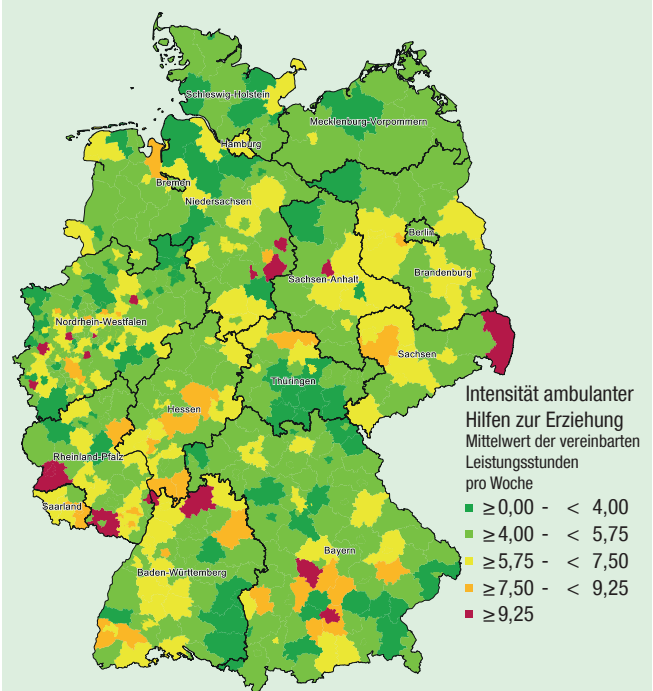 Schleswig-Holstein
Mecklenburg-Vorpommern
Hamburg
Bremen
Niedersachsen
Berlin
Sachsen-Anhalt
Brandenburg
Nordrhein-Westfalen
Sachsen
Thüringen
Hessen
Rheinland-Pfalz
Saarland
Bayern
Baden-Württemberg
Intensität ambulanter
Hilfen zur Erziehung
Mittelwert der vereinbarten
Leistungsstunden
pro Woche
≥0,00 - < 4,00
≥4,00 - < 5,75
≥5,75 - < 7,50
≥7,50 - < 9,25
≥9,25